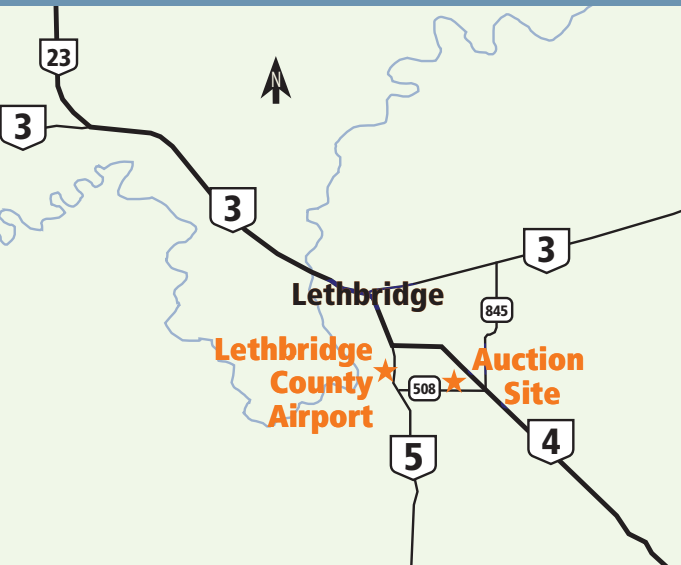 23
N
3
3
3
Lethbridge
845
Lethbridge
County
Airport
Auction
Site
508
5
4